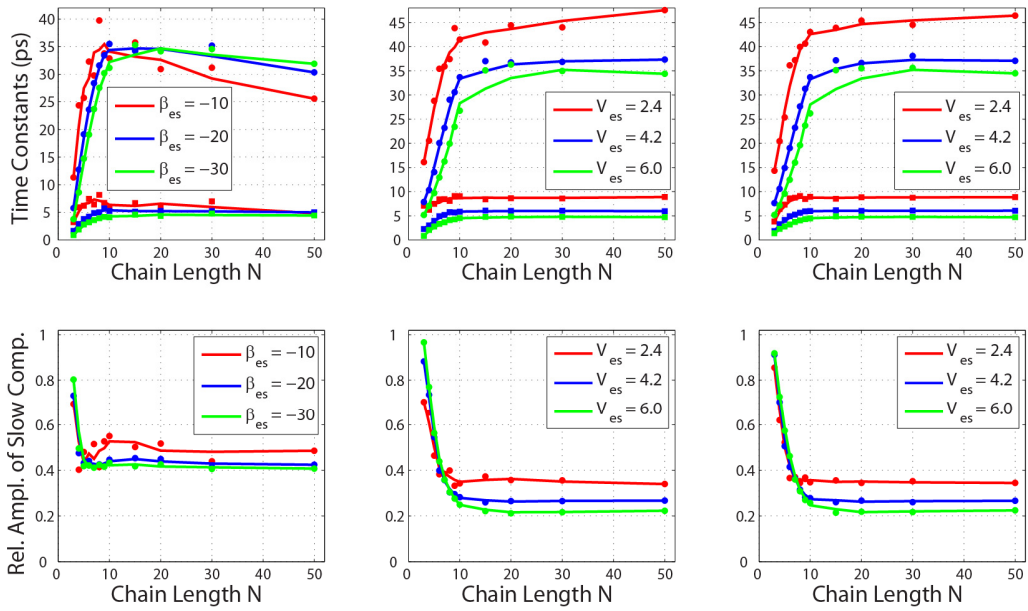 Time Constants (ps)
40
35
30
25
20
15
10
5
0
β_es = −10
β_es = −20
β_es = −30
0 10 20 30 40 50
Chain Length N
45
40
35
30
25
20
15
10
5
0
V_es = 2.4
V_es = 4.2
V_es = 6.0
0 10 20 30 40 50
Chain Length N
45
40
35
30
25
20
15
10
5
0
V_es = 2.4
V_es = 4.2
V_es = 6.0
0 10 20 30 40 50
Chain Length N
Rel. Ampl. of Slow Comp.
1
0.8
0.6
0.4
0.2
0
β_es = −10
β_es = −20
β_es = −30
0 10 20 30 40 50
Chain Length N
1
0.8
0.6
0.4
0.2
0
V_es = 2.4
V_es = 4.2
V_es = 6.0
0 10 20 30 40 50
Chain Length N
1
0.8
0.6
0.4
0.2
0
V_es = 2.4
V_es = 4.2
V_es = 6.0
0 10 20 30 40 50
Chain Length N